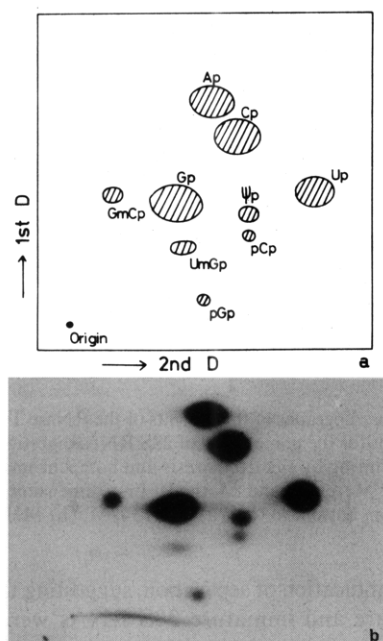 Ap
Cp
Gp
Ψp
Up
GmCp
pCp
UmGp
pGp
Origin
→ 1st D
→ 2nd D
a
b